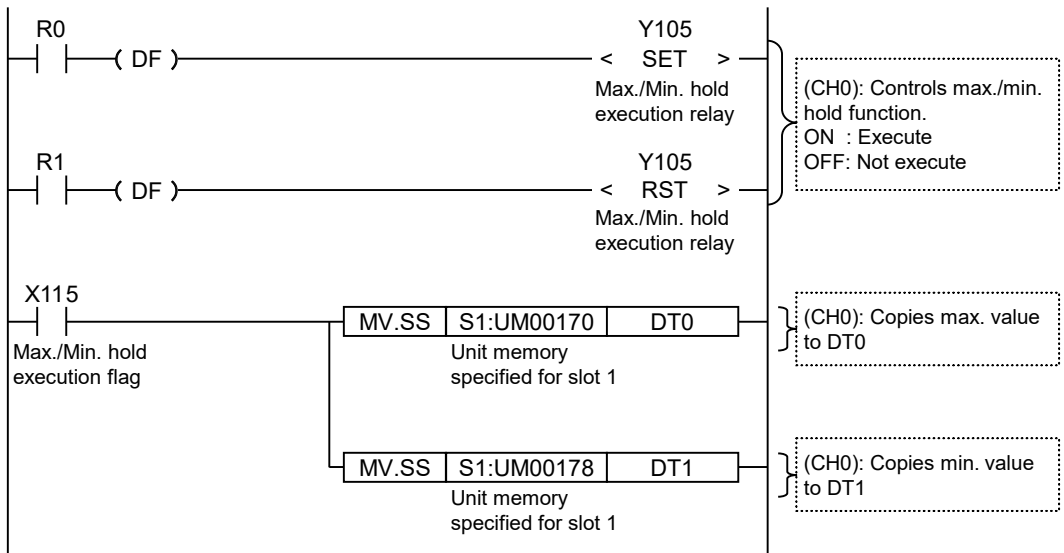 R0
Y105
( DF )
< SET >
Max./Min. hold
execution relay
(CH0): Controls max./min.
hold function.
ON : Execute
OFF: Not execute
R1
Y105
( DF )
< RST >
Max./Min. hold
execution relay
X115
Max./Min. hold
execution flag
MV.SS S1:UM00170 DT0
Unit memory
specified for slot 1
(CH0): Copies max. value
to DT0
MV.SS S1:UM00178 DT1
Unit memory
specified for slot 1
(CH0): Copies min. value
to DT1